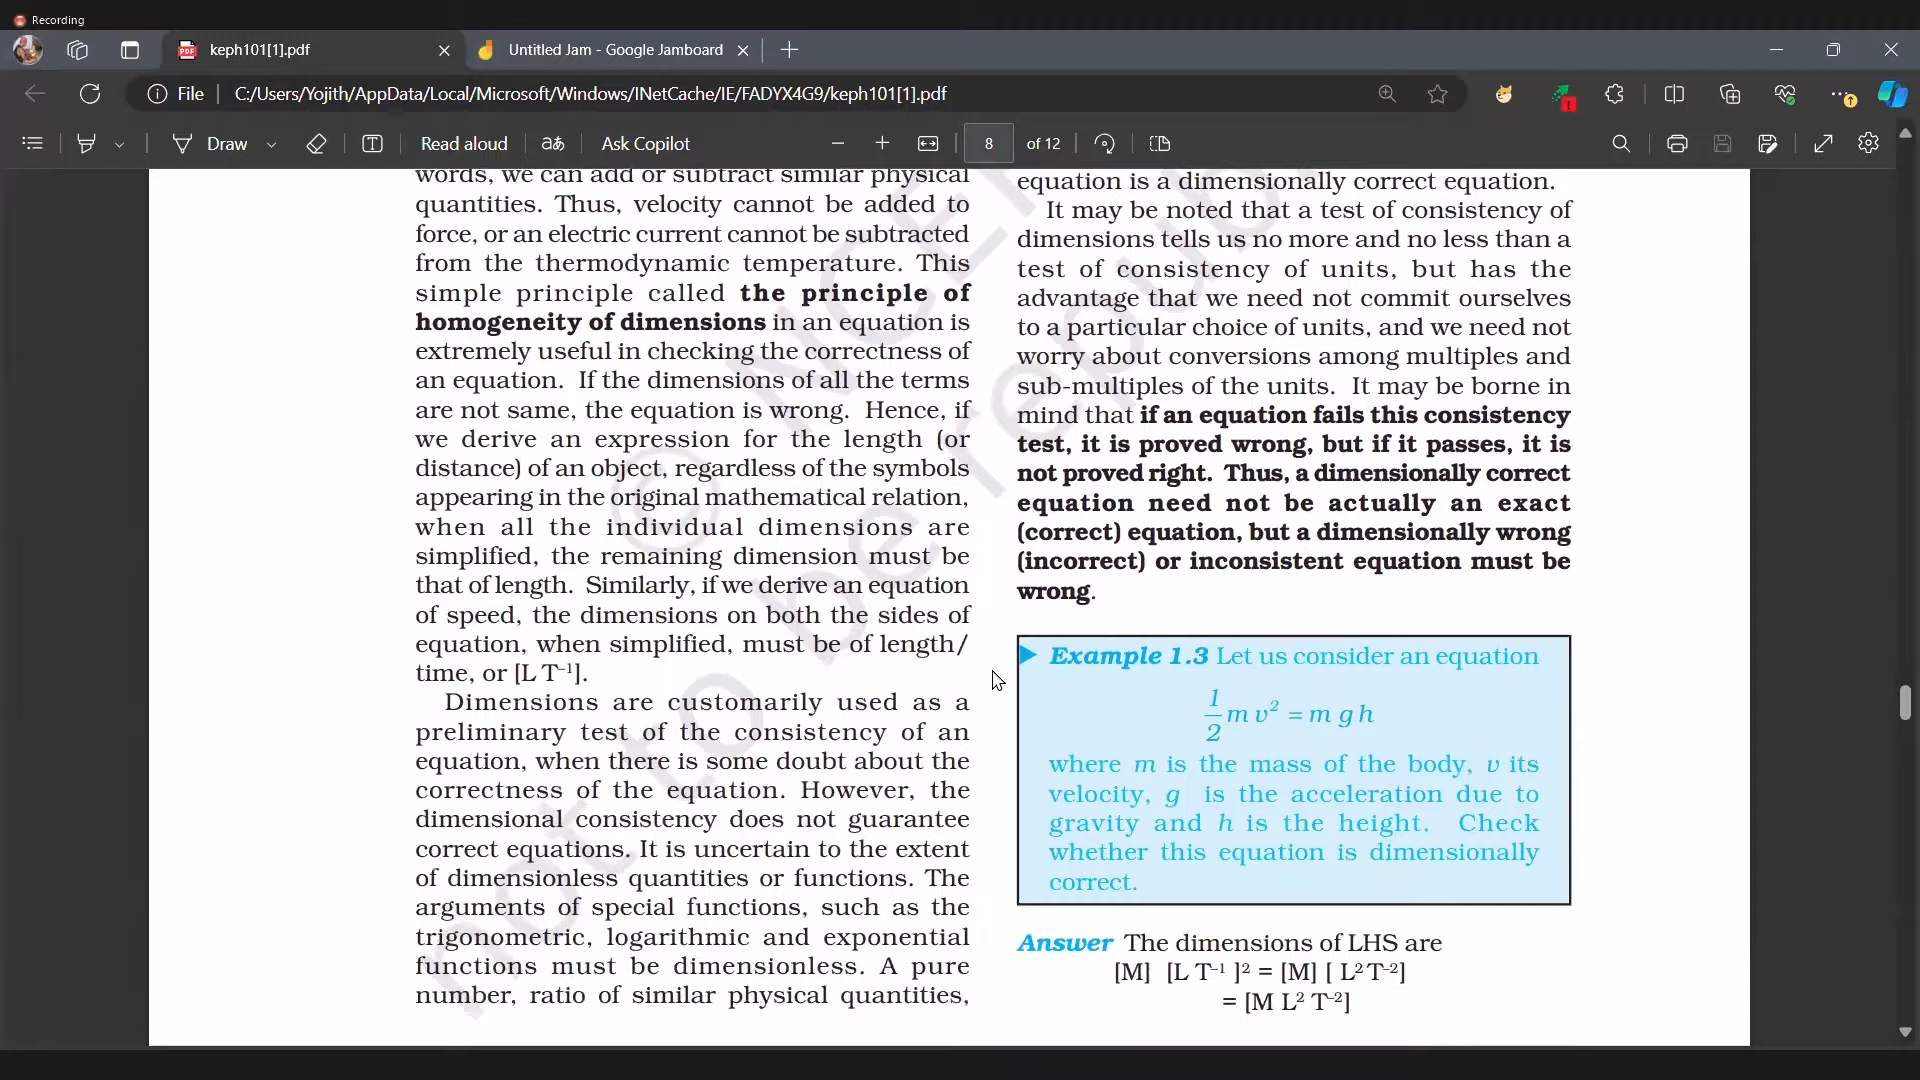 Recording
keph101[1].pdf
Untitled Jam - Google Jamboard
File
C:/Users/Yojith/AppData/Local/Microsoft/Windows/INetCache/IE/FADYX4G9/keph101[1].pdf
Draw
Read aloud
aあ
Ask Copilot
8 of 12
words, we can add or subtract similar physical
quantities. Thus, velocity cannot be added to
force, or an electric current cannot be subtracted
from the thermodynamic temperature. This
simple principle called the principle of
homogeneity of dimensions in an equation is
extremely useful in checking the correctness of
an equation. If the dimensions of all the terms
are not same, the equation is wrong. Hence, if
we derive an expression for the length (or
distance) of an object, regardless of the symbols
appearing in the original mathematical relation,
when all the individual dimensions are
simplified, the remaining dimension must be
that of length. Similarly, if we derive an equation
of speed, the dimensions on both the sides of
equation, when simplified, must be of length/
time, or [L T⁻¹].
Dimensions are customarily used as a
preliminary test of the consistency of an
equation, when there is some doubt about the
correctness of the equation. However, the
dimensional consistency does not guarantee
correct equations. It is uncertain to the extent
of dimensionless quantities or functions. The
arguments of special functions, such as the
trigonometric, logarithmic and exponential
functions must be dimensionless. A pure
number, ratio of similar physical quantities,
equation is a dimensionally correct equation.
It may be noted that a test of consistency of
dimensions tells us no more and no less than a
test of consistency of units, but has the
advantage that we need not commit ourselves
to a particular choice of units, and we need not
worry about conversions among multiples and
sub-multiples of the units. It may be borne in
mind that if an equation fails this consistency
test, it is proved wrong, but if it passes, it is
not proved right. Thus, a dimensionally correct
equation need not be actually an exact
(correct) equation, but a dimensionally wrong
(incorrect) or inconsistent equation must be
wrong.
Example 1.3 Let us consider an equation
1/2 m v² = m g h
where m is the mass of the body, v its
velocity, g is the acceleration due to
gravity and h is the height. Check
whether this equation is dimensionally
correct.
Answer The dimensions of LHS are
[M] [L T⁻¹ ]² = [M] [ L² T⁻²]
= [M L² T⁻²]
© NCE
not to be republ